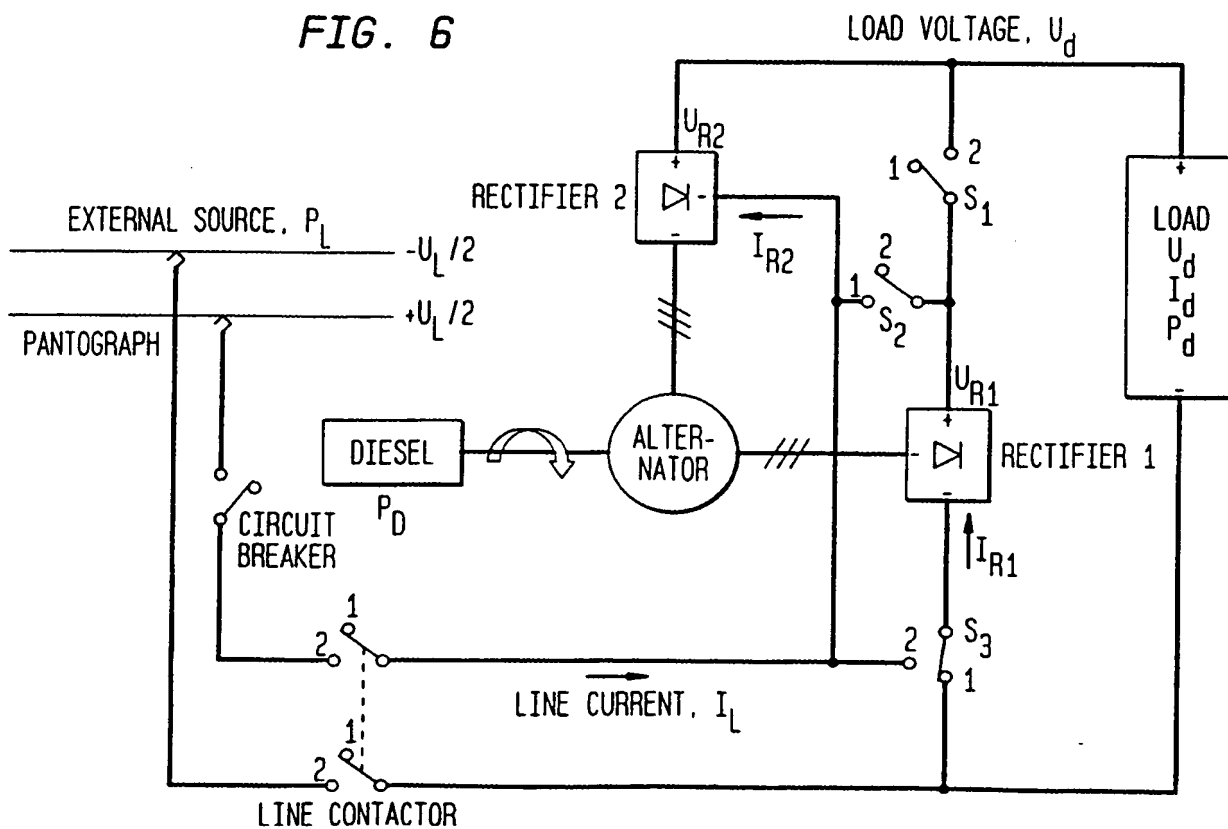 FIG. 6
LOAD VOLTAGE, U_d
U_R2
+
-
-
RECTIFIER 2
I_R2
2
1
S_1
2
1
S_2
EXTERNAL SOURCE, P_L
-U_L/2
+U_L/2
PANTOGRAPH
+
LOAD
U_d
I_d
P_d
-
U_R1
+
-
-
RECTIFIER 1
I_R1
DIESEL
P_D
ALTER-
NATOR
CIRCUIT
BREAKER
1
2
LINE CURRENT, I_L
2
S_3
1
1
2
LINE CONTACTOR